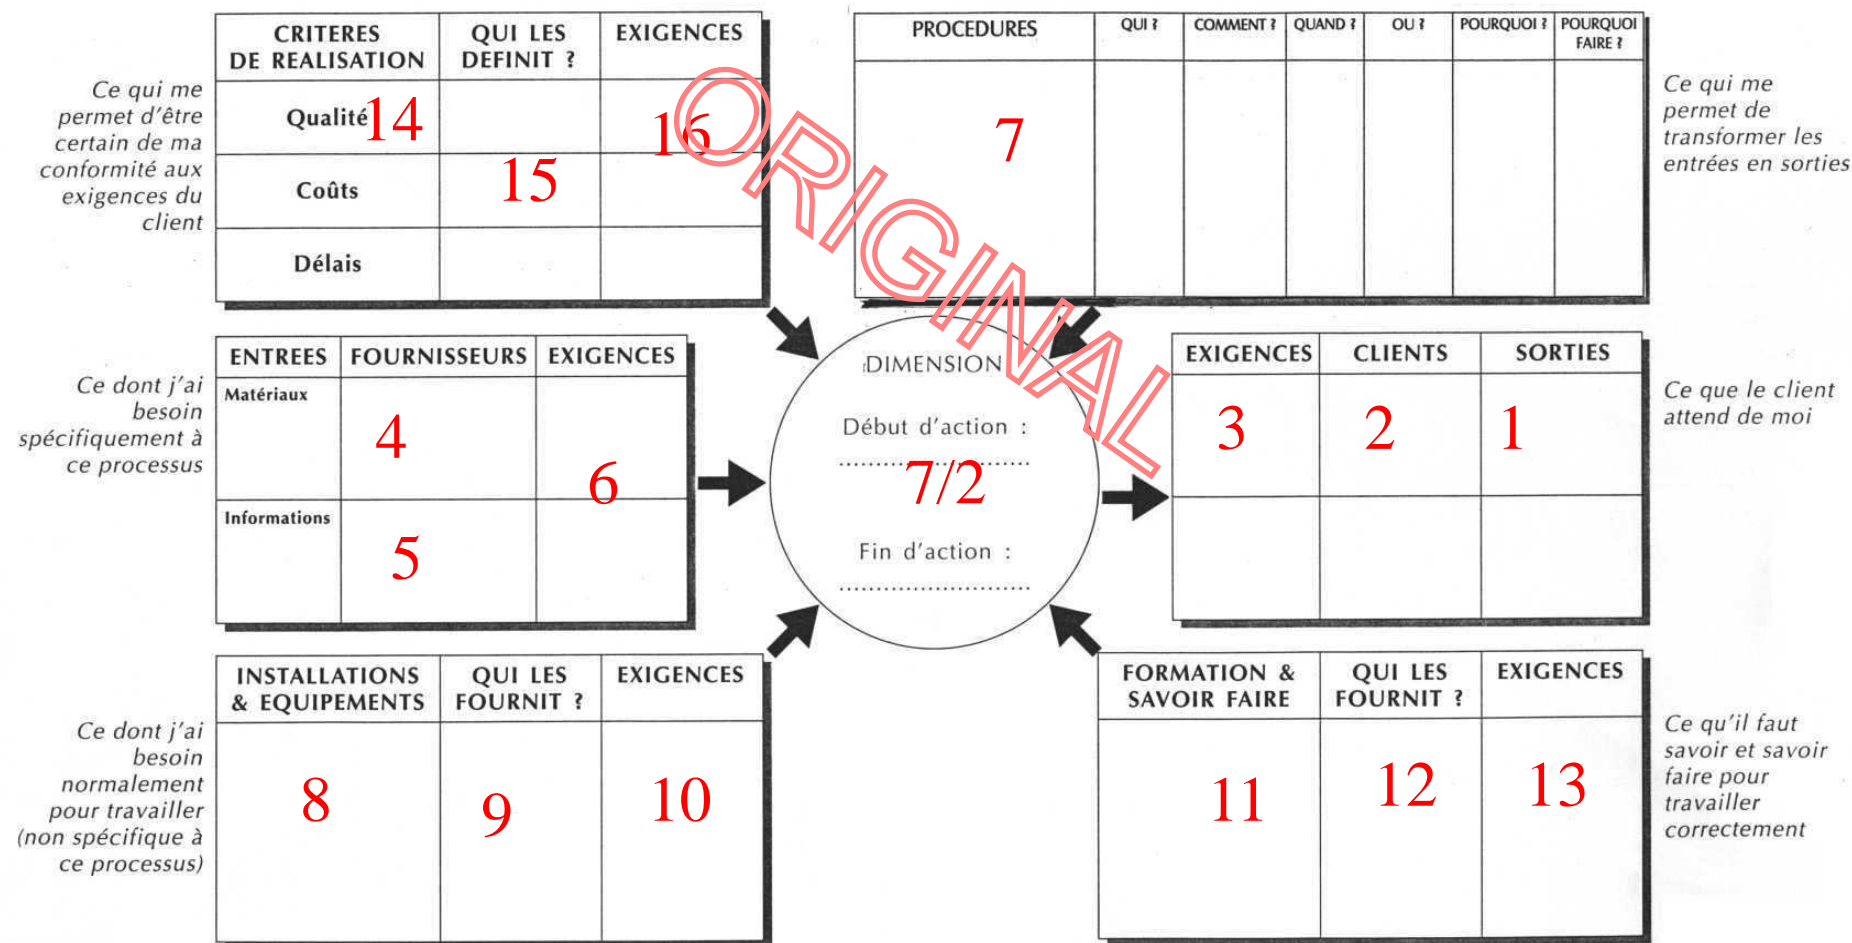 CRITERES
DE REALISATION
QUI LES
DEFINIT ?
EXIGENCES
Qualité
14
15
16
Coûts
Délais
Ce qui me
permet d'être
certain de ma
conformité aux
exigences du
client
PROCEDURES
QUI ?
COMMENT ?
QUAND ?
OU ?
POURQUOI ?
POURQUOI
FAIRE ?
7
Ce qui me
permet de
transformer les
entrées en sorties
ORIGINAL
Ce dont j'ai
besoin
spécifiquement à
ce processus
ENTREES
FOURNISSEURS
EXIGENCES
Matériaux
4
6
Informations
5
DIMENSION
Début d'action :
..............................
7/2
Fin d'action :
..............................
EXIGENCES
CLIENTS
SORTIES
3
2
1
Ce que le client
attend de moi
Ce dont j'ai
besoin
normalement
pour travailler
(non spécifique à
ce processus)
INSTALLATIONS
& EQUIPEMENTS
QUI LES
FOURNIT ?
EXIGENCES
8
9
10
FORMATION &
SAVOIR FAIRE
QUI LES
FOURNIT ?
EXIGENCES
11
12
13
Ce qu'il faut
savoir et savoir
faire pour
travailler
correctement